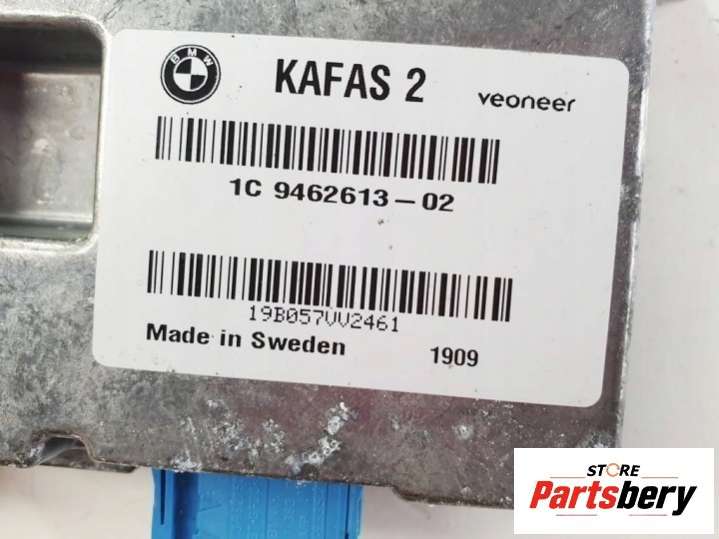 BMW
KAFAS 2
veoneer
1C 9462613-02
19B057VV2461
Made in Sweden 1909
STORE
Partsbery